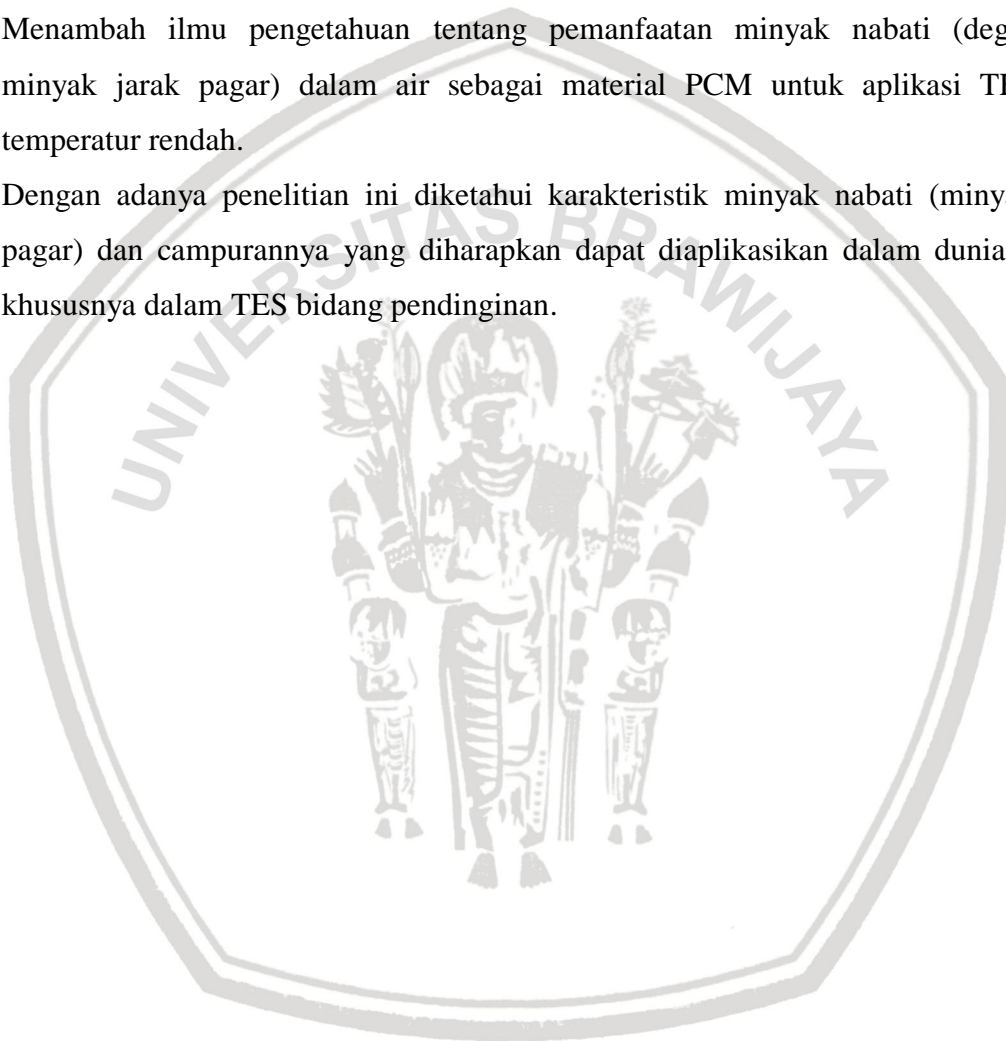 Menambah ilmu pengetahuan tentang pemanfaatan minyak nabati
minyak jarak pagar) dalam air sebagai material PCM untuk aplikasi
temperatur rendah.
Dengan adanya penelitian ini diketahui karakteristik minyak nabati
pagar) dan campurannya yang diharapkan dapat diaplikasikan dalam dunia
khususnya dalam TES bidang pendinginan.
UNIVERSITAS BRAWIJAYA